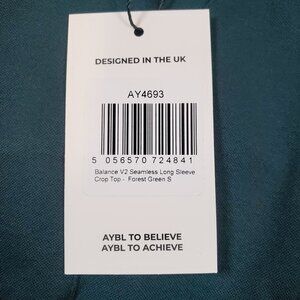 DESIGNED IN THE UK
AY4693
5 056570 724841
Balance V2 Seamless Long Sleeve
Crop Top - Forest Green S
AYBL TO BELIEVE
AYBL TO ACHIEVE